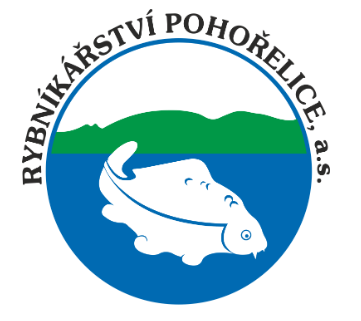 RYBNÍKÁŘSTVÍ POHOŘELICE, a.s.